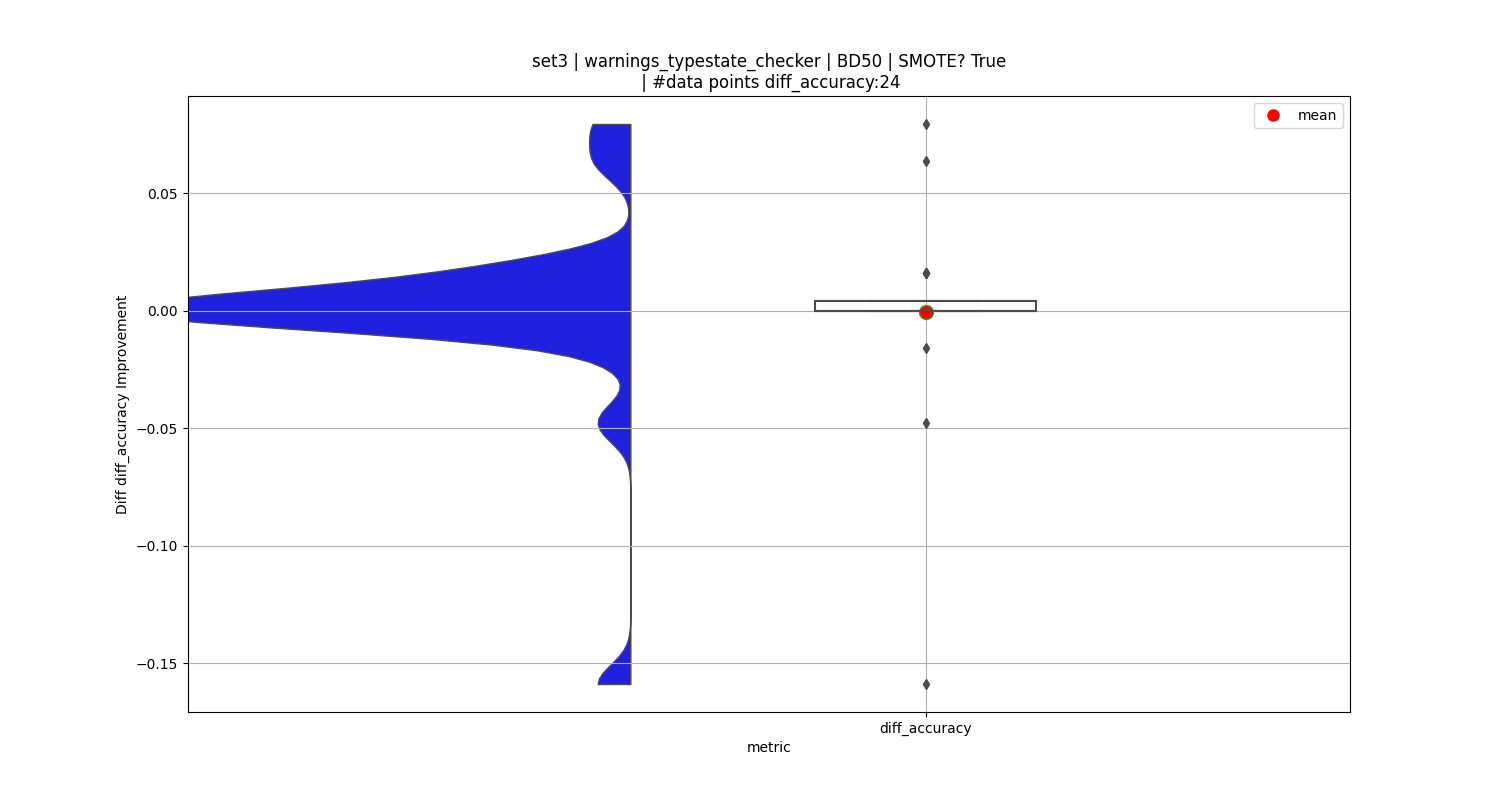 set3 | warnings_typestate_checker | BD50 | SMOTE? True
| #data points diff_accuracy:24
mean
0.05
0.00
−0.05
−0.10
−0.15
Diff diff_accuracy Improvement
diff_accuracy
metric